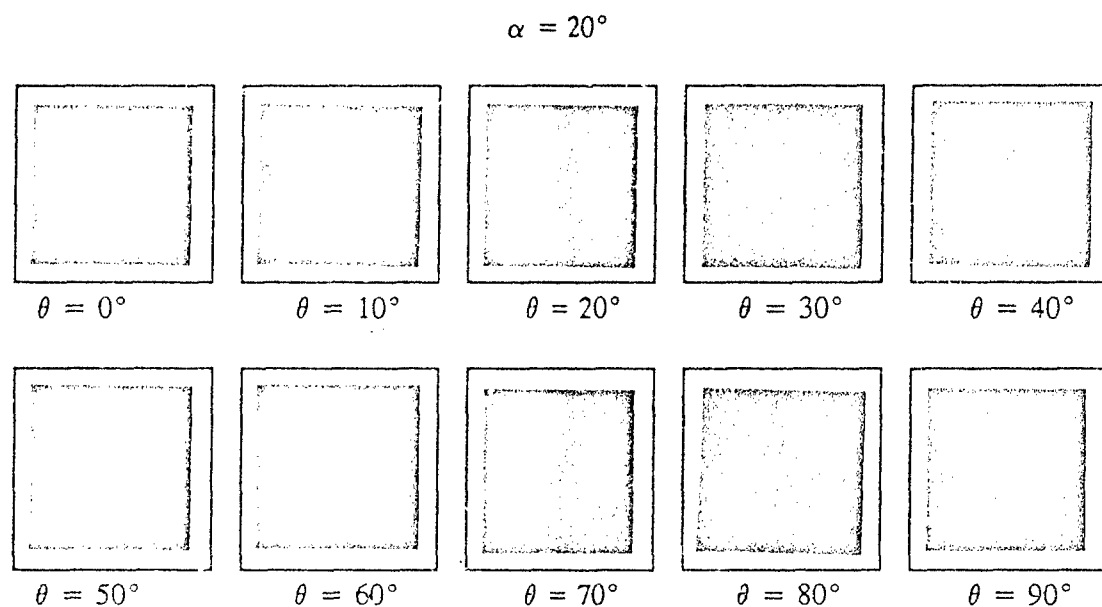 α = 20°
θ = 0° θ = 10° θ = 20° θ = 30° θ = 40°
θ = 50° θ = 60° θ = 70° θ = 80° θ = 90°